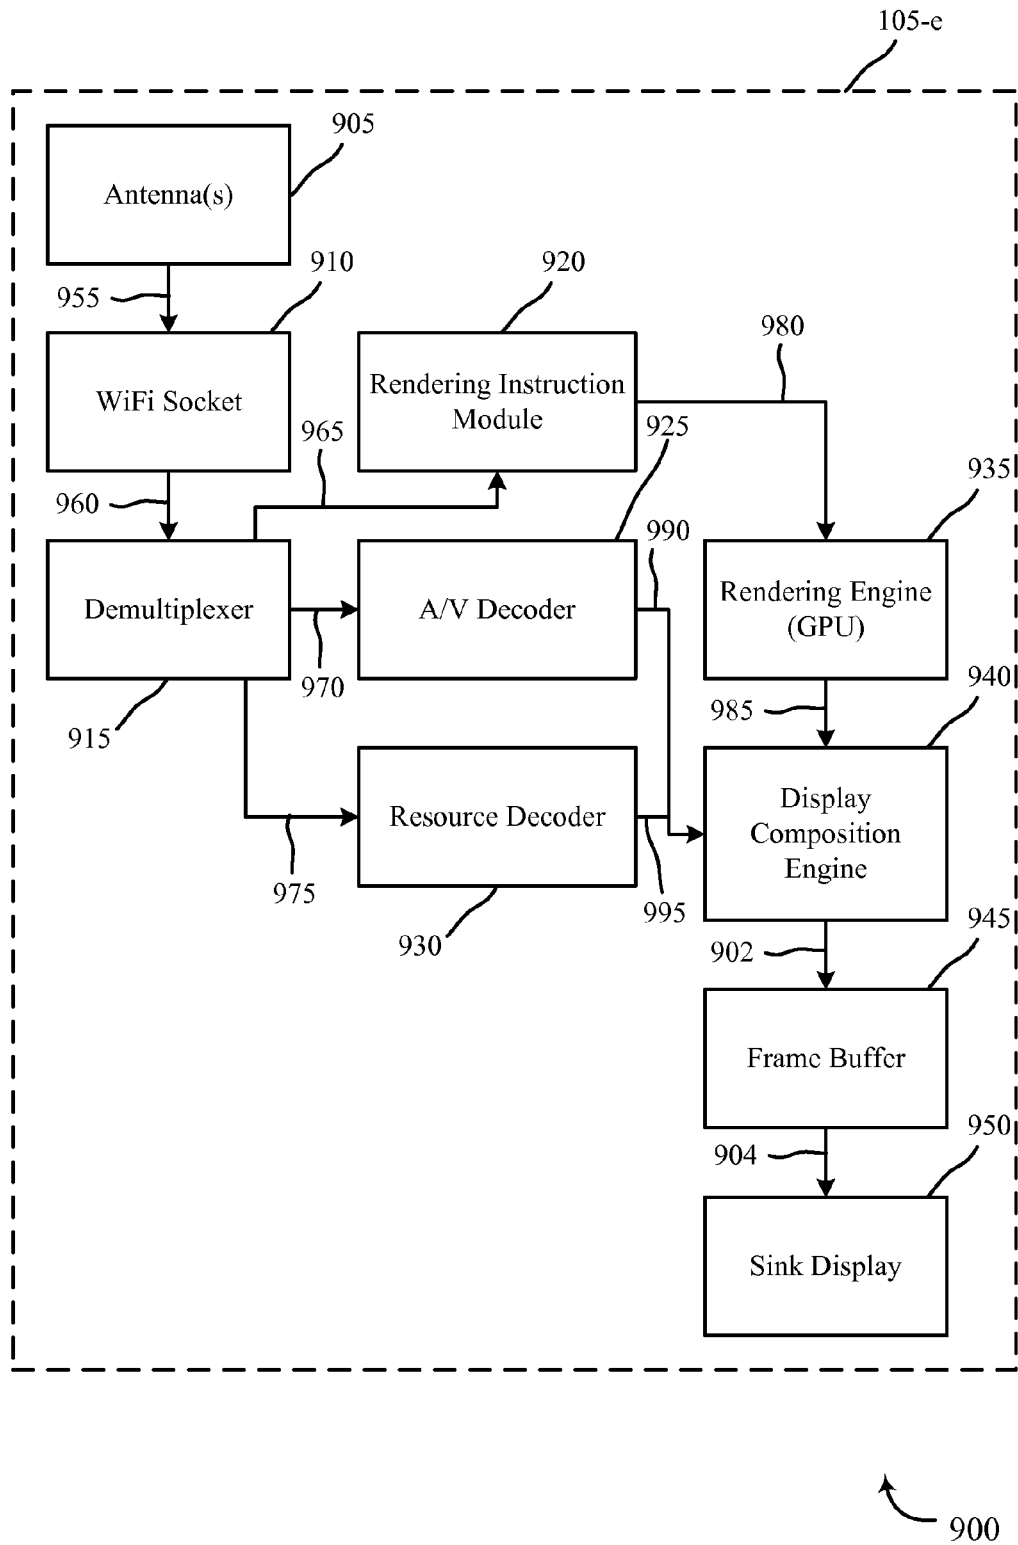 105-e
905
Antenna(s)
955
910
920
980
WiFi Socket
Rendering Instruction
Module
965
925
960
935
990
Demultiplexer
A/V Decoder
Rendering Engine
(GPU)
970
940
985
915
Resource Decoder
Display
Composition
Engine
975
995
930
902
945
Frame Buffer
904
950
Sink Display
900